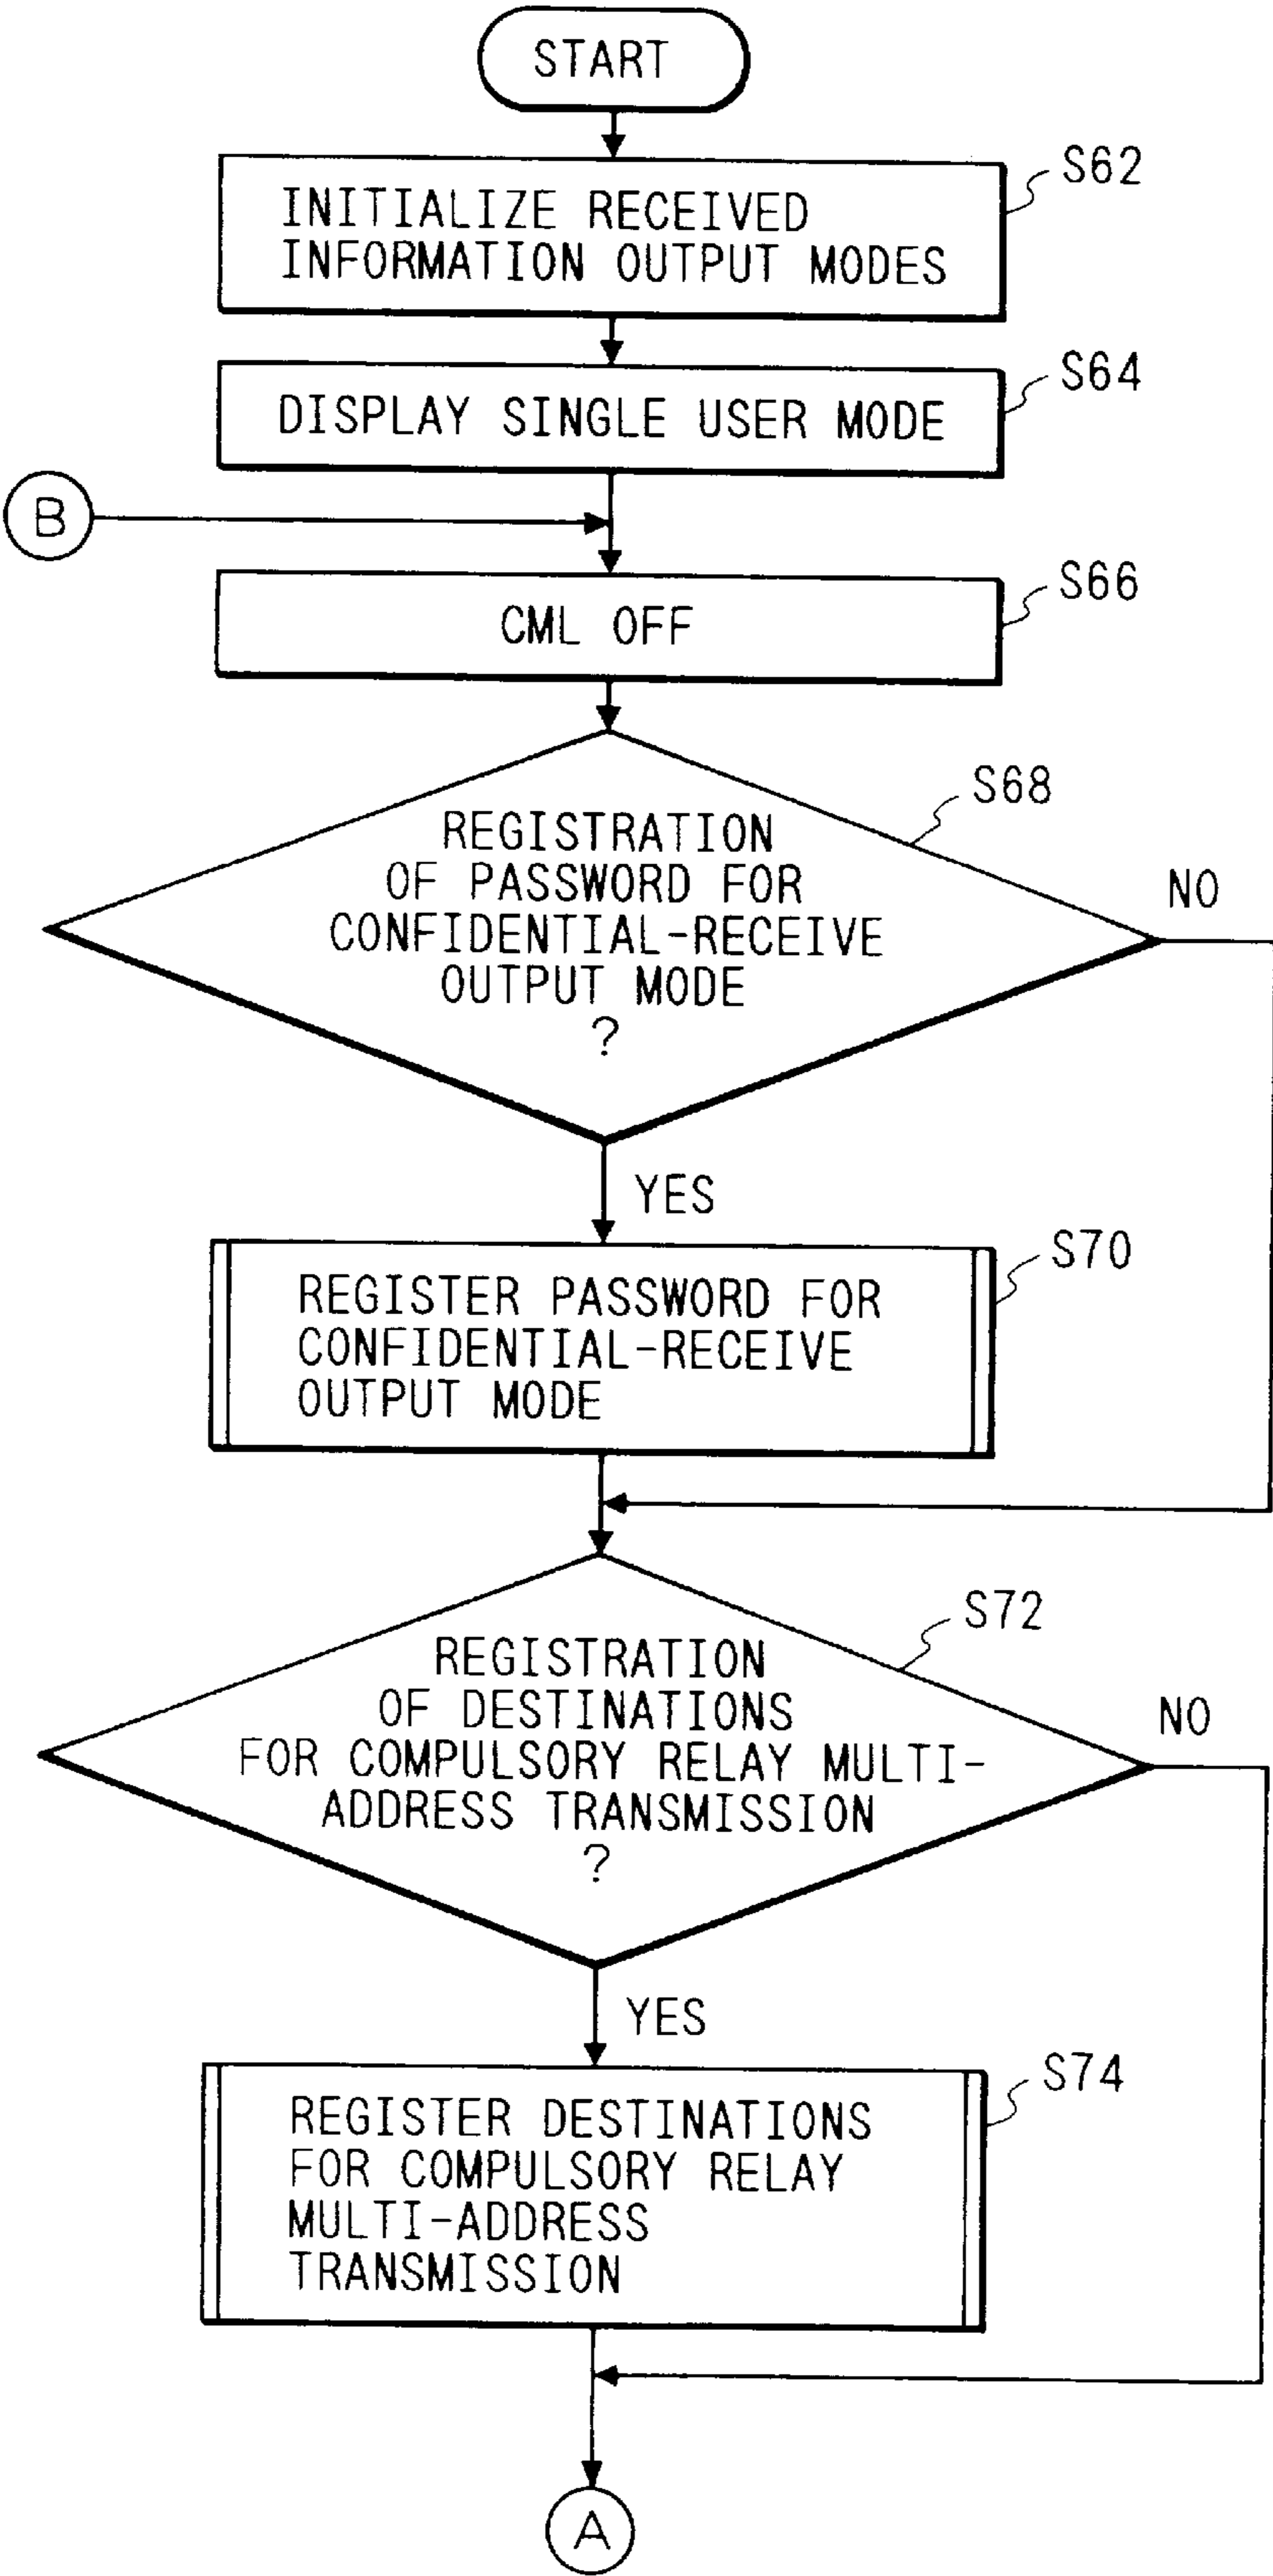 START
S62
INITIALIZE RECEIVED
INFORMATION OUTPUT MODES
S64
DISPLAY SINGLE USER MODE
B
S66
CML OFF
S68
REGISTRATION
OF PASSWORD FOR
CONFIDENTIAL-RECEIVE
OUTPUT MODE
?
NO
YES
S70
REGISTER PASSWORD FOR
CONFIDENTIAL-RECEIVE
OUTPUT MODE
S72
REGISTRATION
OF DESTINATIONS
FOR COMPULSORY RELAY MULTI-
ADDRESS TRANSMISSION
?
NO
YES
S74
REGISTER DESTINATIONS
FOR COMPULSORY RELAY
MULTI-ADDRESS
TRANSMISSION
A